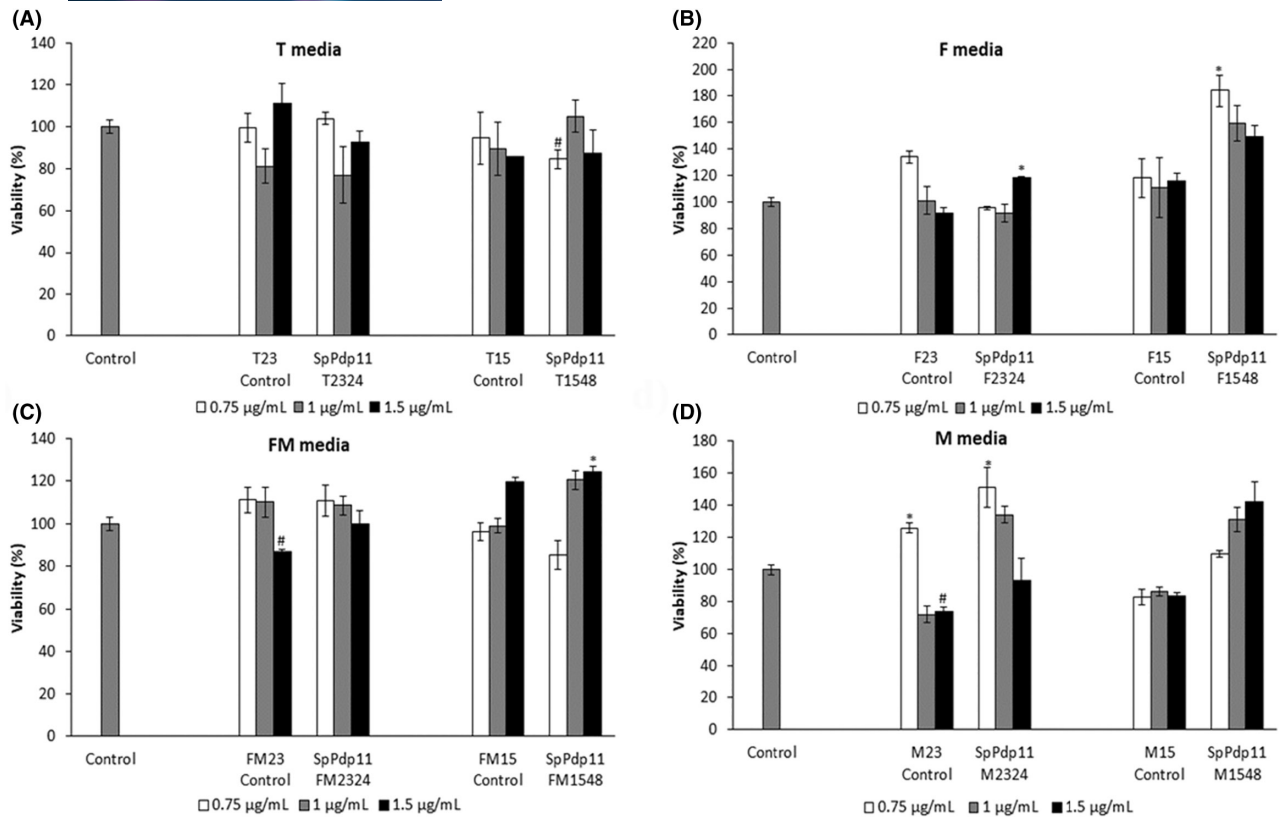 (A)
T media
Viability (%)
140
120
100
80
60
40
20
0
Control
T23 Control
SpPdp11 T2324
T15 Control
SpPdp11 T1548
#
0.75 µg/mL 1 µg/mL 1.5 µg/mL
(B)
F media
Viability (%)
220
200
180
160
140
120
100
80
60
40
20
0
Control
F23 Control
SpPdp11 F2324
F15 Control
SpPdp11 F1548
*
*
0.75 µg/mL 1 µg/mL 1.5 µg/mL
(C)
FM media
Viability (%)
140
120
100
80
60
40
20
0
Control
FM23 Control
SpPdp11 FM2324
FM15 Control
SpPdp11 FM1548
#
*
0.75 µg/mL 1 µg/mL 1.5 µg/mL
(D)
M media
Viability (%)
180
160
140
120
100
80
60
40
20
0
Control
M23 Control
SpPdp11 M2324
M15 Control
SpPdp11 M1548
*
#
*
0.75 µg/mL 1 µg/mL 1.5 µg/mL